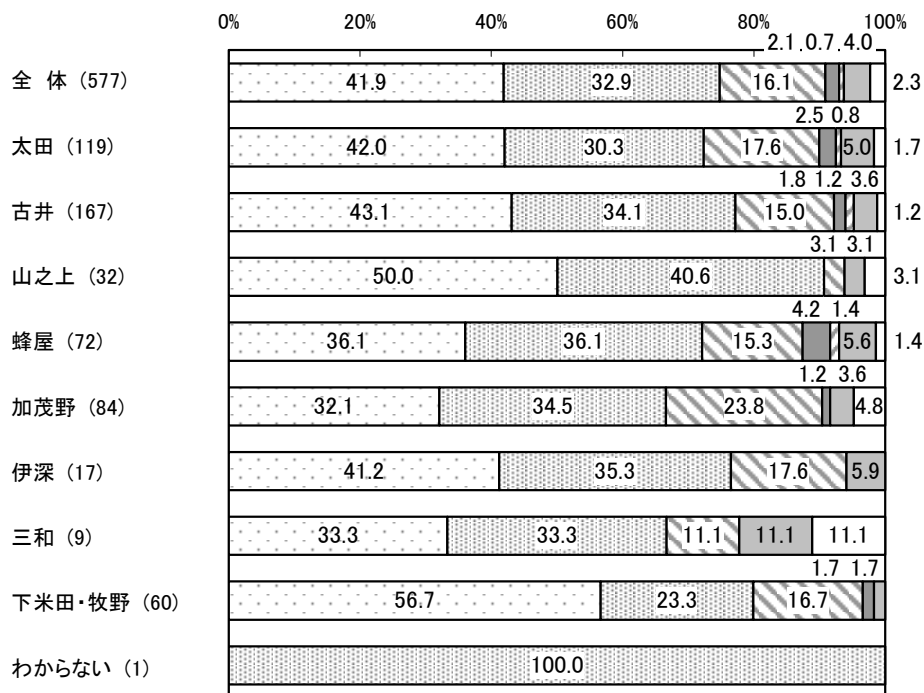 0% 20% 40% 60% 80% 100%
2.1 0.7 4.0
全 体 (577) 41.9 32.9 16.1 2.3
2.5 0.8
太田 (119) 42.0 30.3 17.6 5.0 1.7
1.8 1.2 3.6
古井 (167) 43.1 34.1 15.0 1.2
3.1 3.1
山之上 (32) 50.0 40.6 3.1
4.2 1.4
蜂屋 (72) 36.1 36.1 15.3 5.6 1.4
1.2 3.6
加茂野 (84) 32.1 34.5 23.8 4.8
伊深 (17) 41.2 35.3 17.6 5.9
三和 (9) 33.3 33.3 11.1 11.1 11.1
1.7 1.7
下米田・牧野 (60) 56.7 23.3 16.7
わからない (1) 100.0